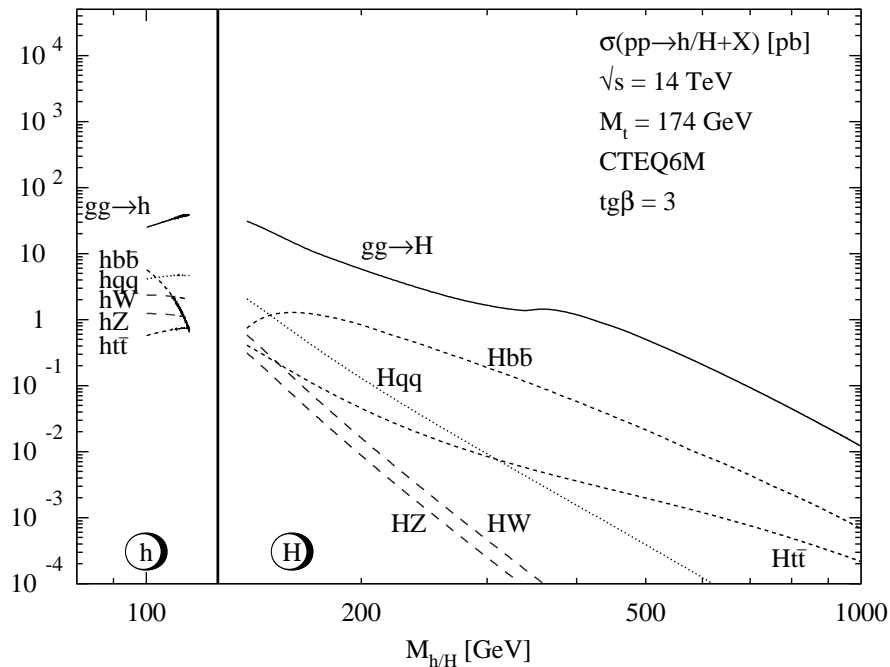 σ(pp→h/H+X) [pb]
√s = 14 TeV
M_t = 174 GeV
CTEQ6M
tgβ = 3
10^4
10^3
10^2
10
1
10^-1
10^-2
10^-3
10^-4
10
gg→h
hbb̄
hqq
hW
hZ
htt̄
gg→H
Hbb̄
Hqq
HZ
HW
Htt̄
h
H
100
200
500
1000
M_h/H [GeV]